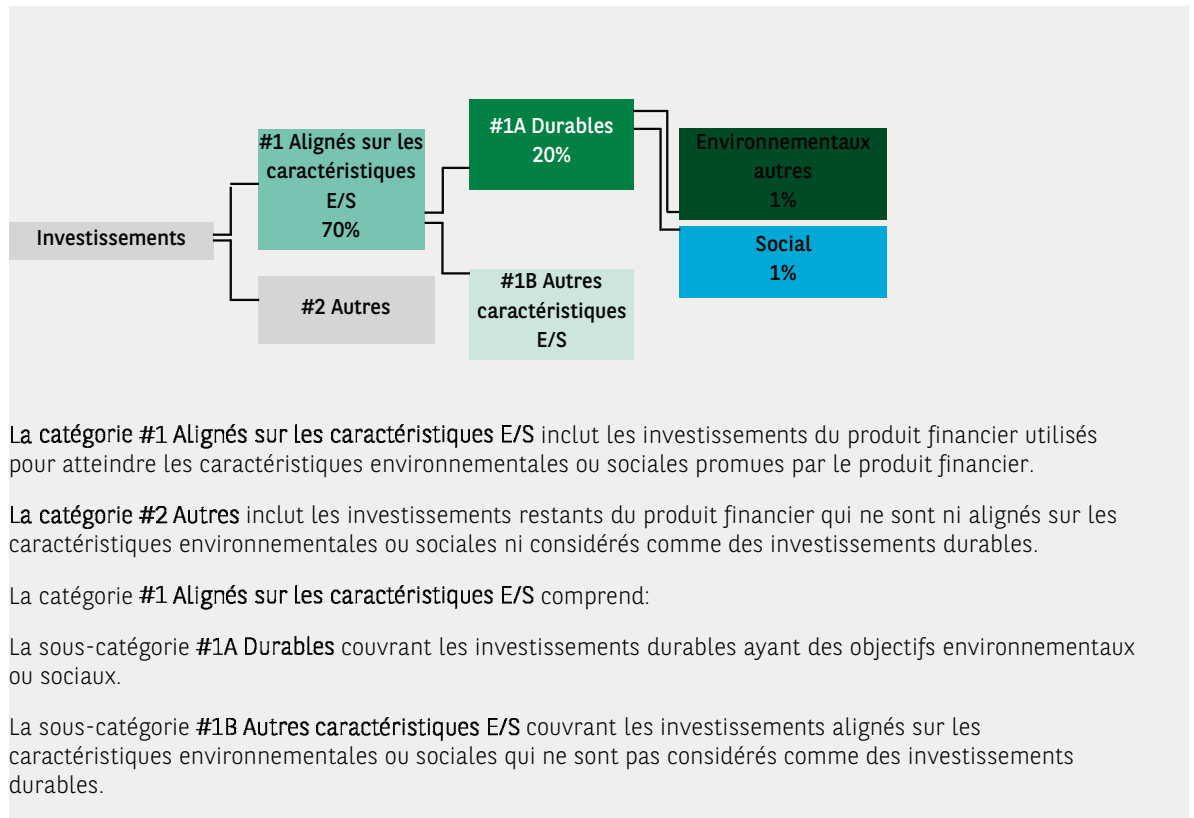 #1A Durables
20%
#1 Alignés sur les
caractéristiques
E/S
70%
Environnementaux
autres
1%
Investissements
Social
1%
#2 Autres
#1B Autres
caractéristiques
E/S
La catégorie #1 Alignés sur les caractéristiques E/S inclut les investissements du produit financier utilisés
pour atteindre les caractéristiques environnementales ou sociales promues par le produit financier.
La catégorie #2 Autres inclut les investissements restants du produit financier qui ne sont ni alignés sur les
caractéristiques environnementales ou sociales ni considérés comme des investissements durables.
La catégorie #1 Alignés sur les caractéristiques E/S comprend:
La sous-catégorie #1A Durables couvrant les investissements durables ayant des objectifs environnementaux
ou sociaux.
La sous-catégorie #1B Autres caractéristiques E/S couvrant les investissements alignés sur les
caractéristiques environnementales ou sociales qui ne sont pas considérés comme des investissements
durables.